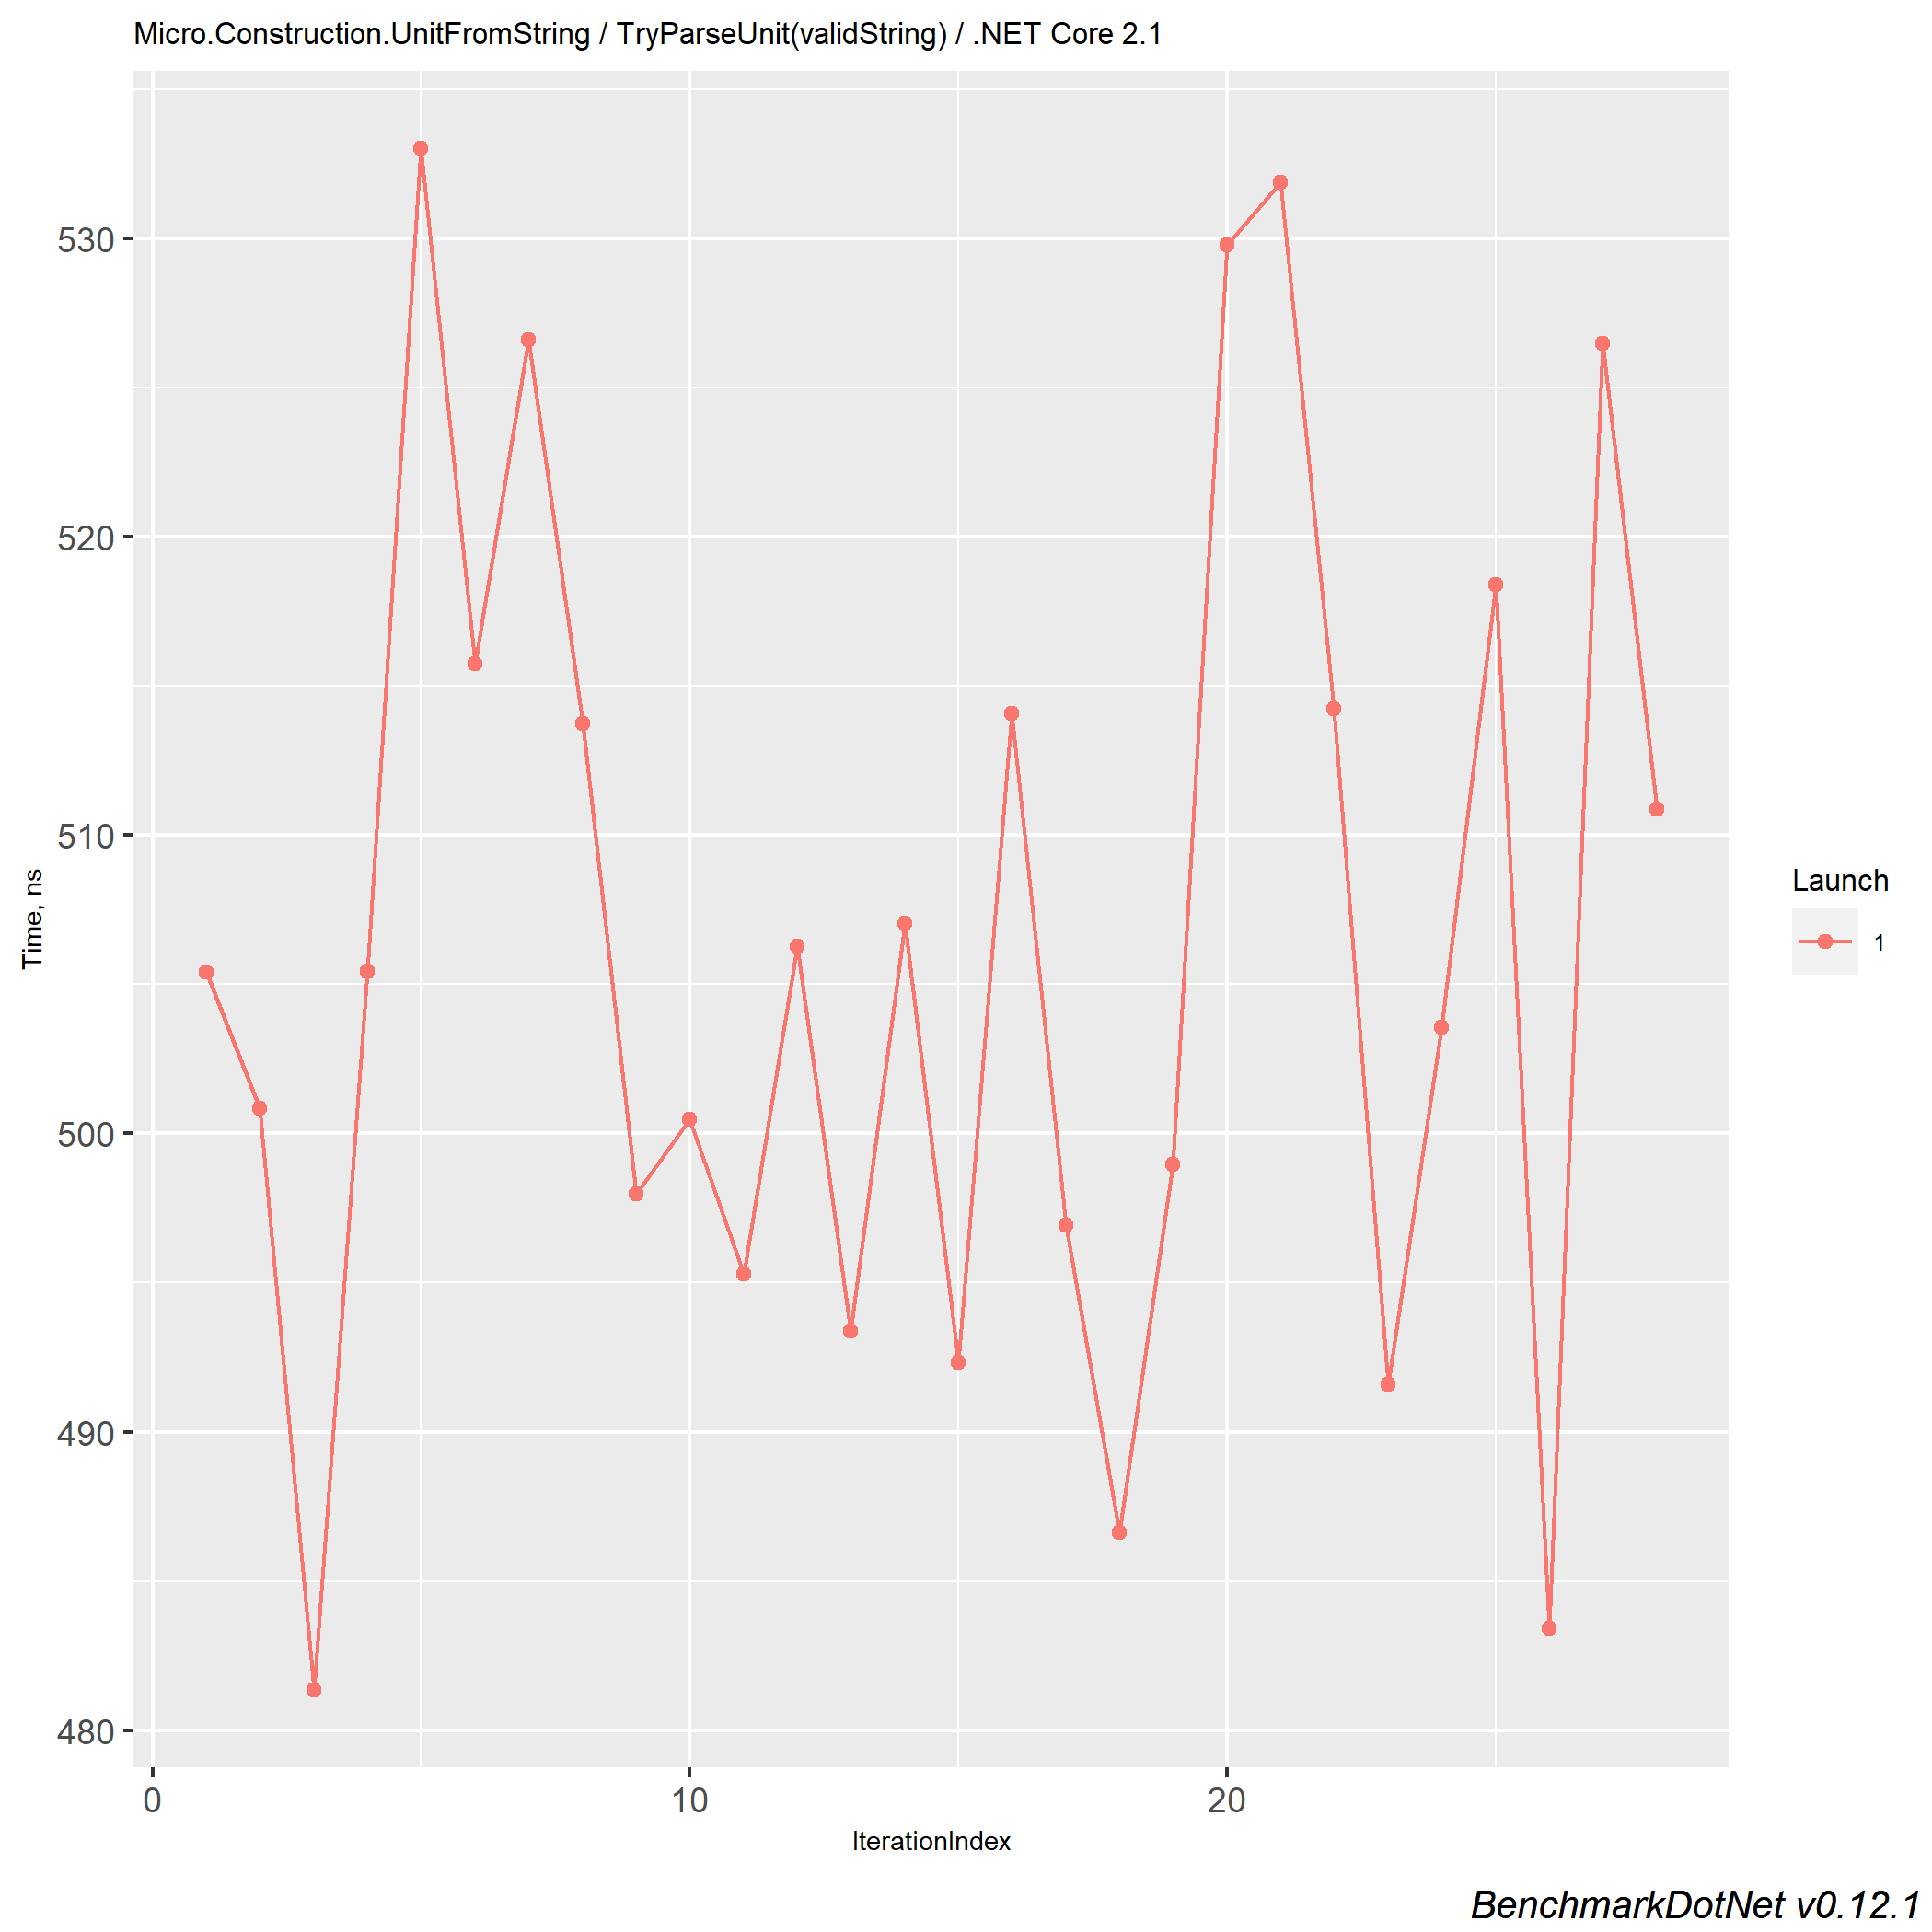 Micro.Construction.UnitFromString / TryParseUnit(validString) / .NET Core 2.1
530
520
510
500
490
480
Time, ns
0
10
20
IterationIndex
Launch
1
BenchmarkDotNet v0.12.1